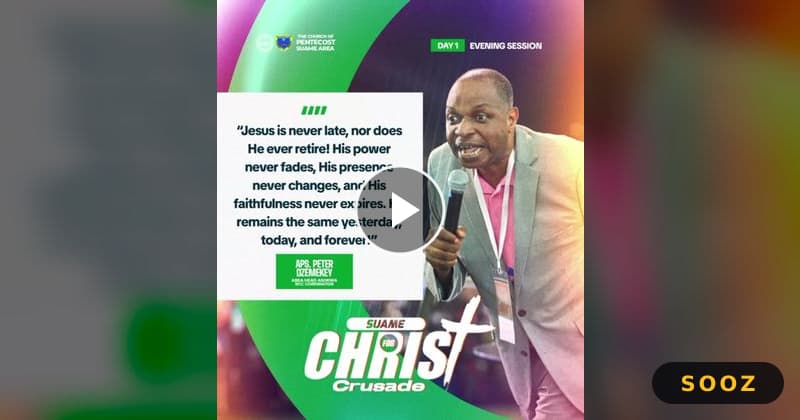 THE CHURCH OF
PENTECOST
SUAME AREA
DAY 1 EVENING SESSION
“Jesus is never late, nor does
He ever retire! His power
never fades, His presence
never changes, and His
faithfulness never expires.
remains the same yesterday,
today, and forever!”
APS. PETER
DZEMEKEY
SUAME
FOR
CHRIST
Crusade
SOOZ